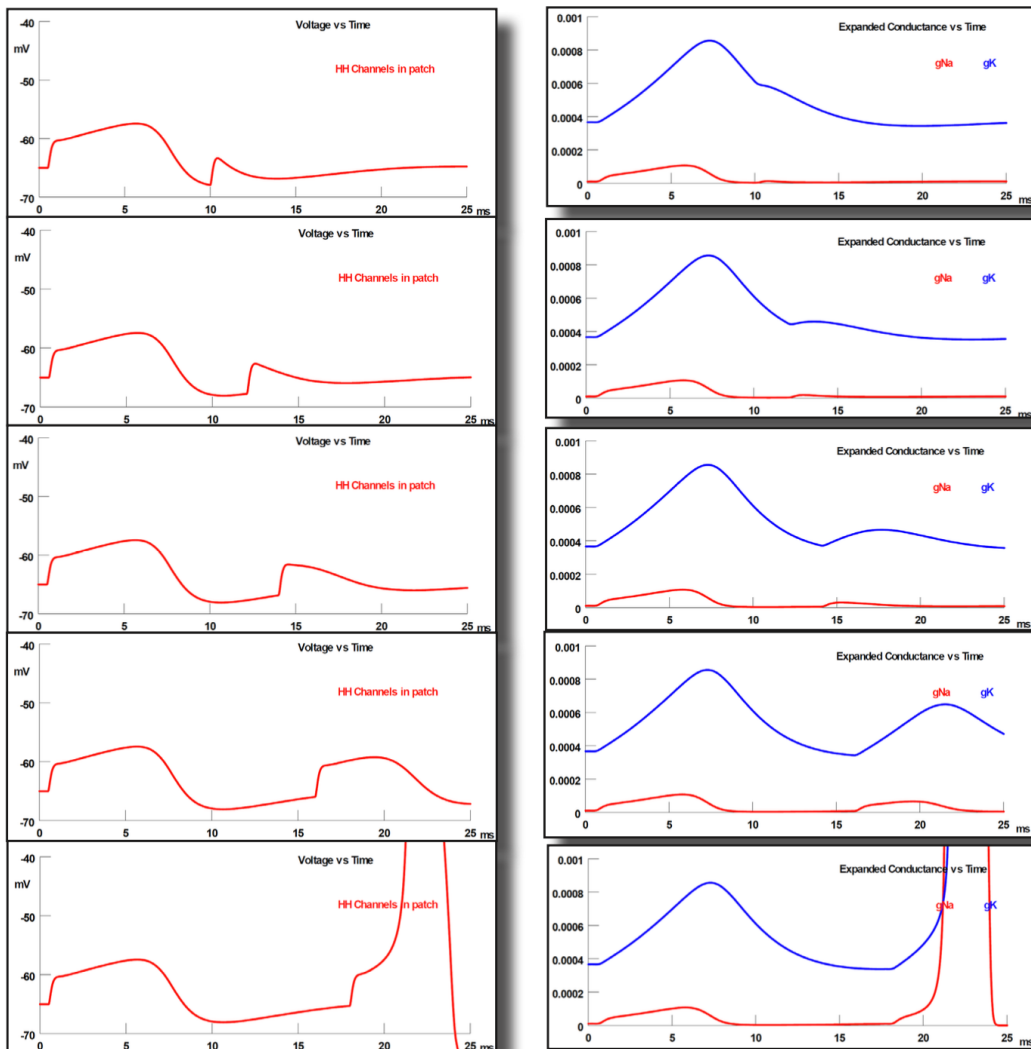 -40
Voltage vs Time
mV
HH Channels in patch
-50
-60
-70
0 5 10 15 20 25 ms
0.001
Expanded Conductance vs Time
0.0008
gNa gK
0.0006
0.0004
0.0002
0
0 5 10 15 20 25 ms
-40
Voltage vs Time
mV
HH Channels in patch
-50
-60
-70
0 5 10 15 20 25 ms
0.001
Expanded Conductance vs Time
0.0008
gNa gK
0.0006
0.0004
0.0002
0
0 5 10 15 20 25 ms
-40
Voltage vs Time
mV
HH Channels in patch
-50
-60
-70
0 5 10 15 20 25 ms
0.001
Expanded Conductance vs Time
0.0008
gNa gK
0.0006
0.0004
0.0002
0
0 5 10 15 20 25 ms
-40
Voltage vs Time
mV
HH Channels in patch
-50
-60
-70
0 5 10 15 20 25 ms
0.001
Expanded Conductance vs Time
0.0008
gNa gK
0.0006
0.0004
0.0002
0
0 5 10 15 20 25 ms
-40
Voltage vs Time
mV
HH Channels in patch
-50
-60
-70
0 5 10 15 20 25 ms
0.001
Expanded Conductance vs Time
0.0008
gNa gK
0.0006
0.0004
0.0002
0
0 5 10 15 20 25 ms